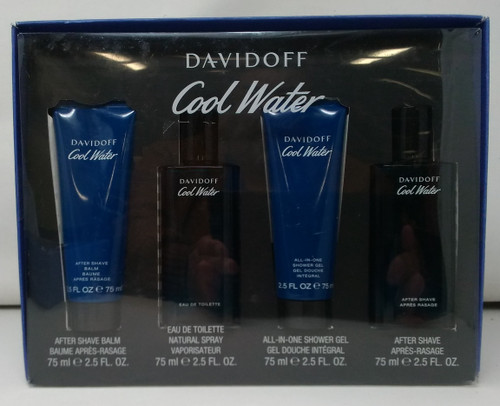 DAVIDOFF
Cool Water
DAVIDOFF
Cool Water
AFTER SHAVE
BALM
BAUME
APRÈS RASAGE
FL OZ ℮ 75 ml
DAVIDOFF
Cool Water
EAU DE TOILETTE
DAVIDOFF
Cool Water
ALL-IN-ONE
SHOWER GEL
GEL DOUCHE
INTÉGRAL
2.5 FL OZ ℮ 75 ml
DAVIDOFF
Cool Water
AFTER SHAVE
APRÈS RASAGE
AFTER SHAVE BALM
BAUME APRÈS-RASAGE
75 ml ℮ 2.5 FL. OZ.
EAU DE TOILETTE
NATURAL SPRAY
VAPORISATEUR
75 ml ℮ 2.5 FL. OZ.
ALL-IN-ONE SHOWER GEL
GEL DOUCHE INTÉGRAL
75 ml ℮ 2.5 FL. OZ.
AFTER SHAVE
APRÈS-RASAGE
75 ml ℮ 2.5 FL. OZ.